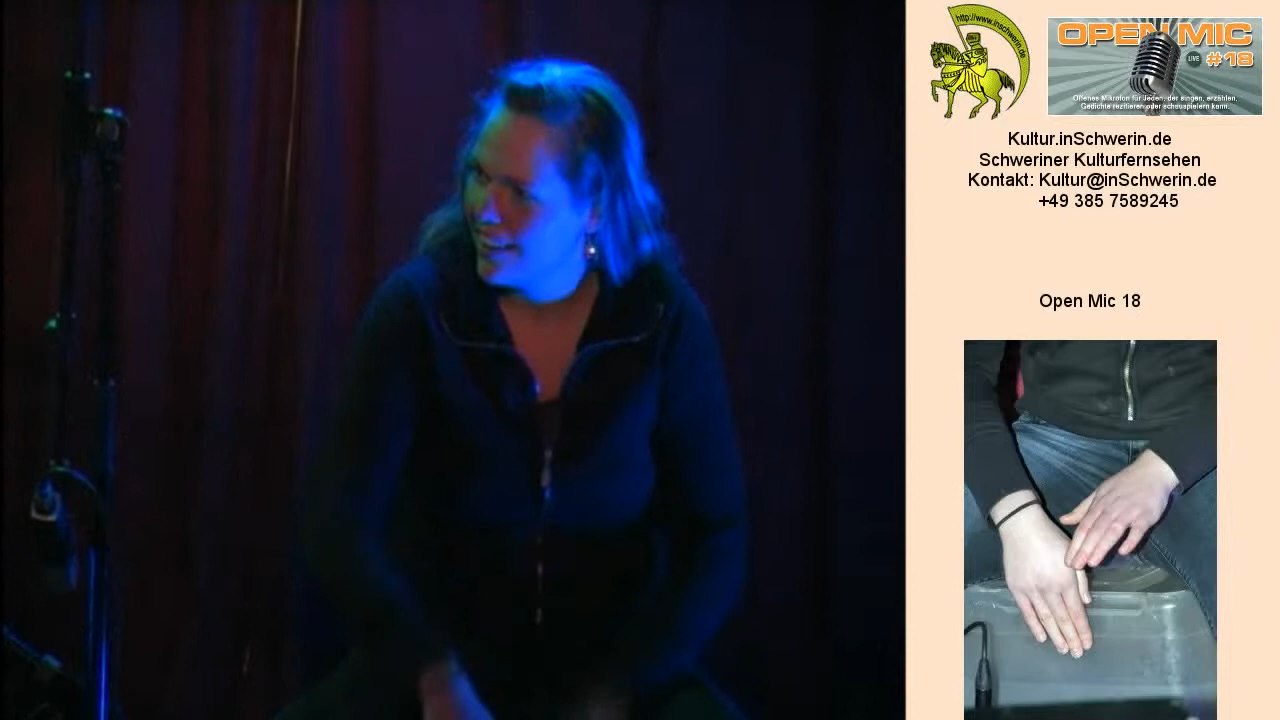 http://www.inschwerin.de
OPEN MIC
LIVE #18
Offenes Mikrofon für Jeden, der singen, erzählen,
Gedichte rezitieren oder schauspielern kann.
Kultur.inSchwerin.de
Schweriner Kulturfernsehen
Kontakt: Kultur@inSchwerin.de
+49 385 7589245
Open Mic 18